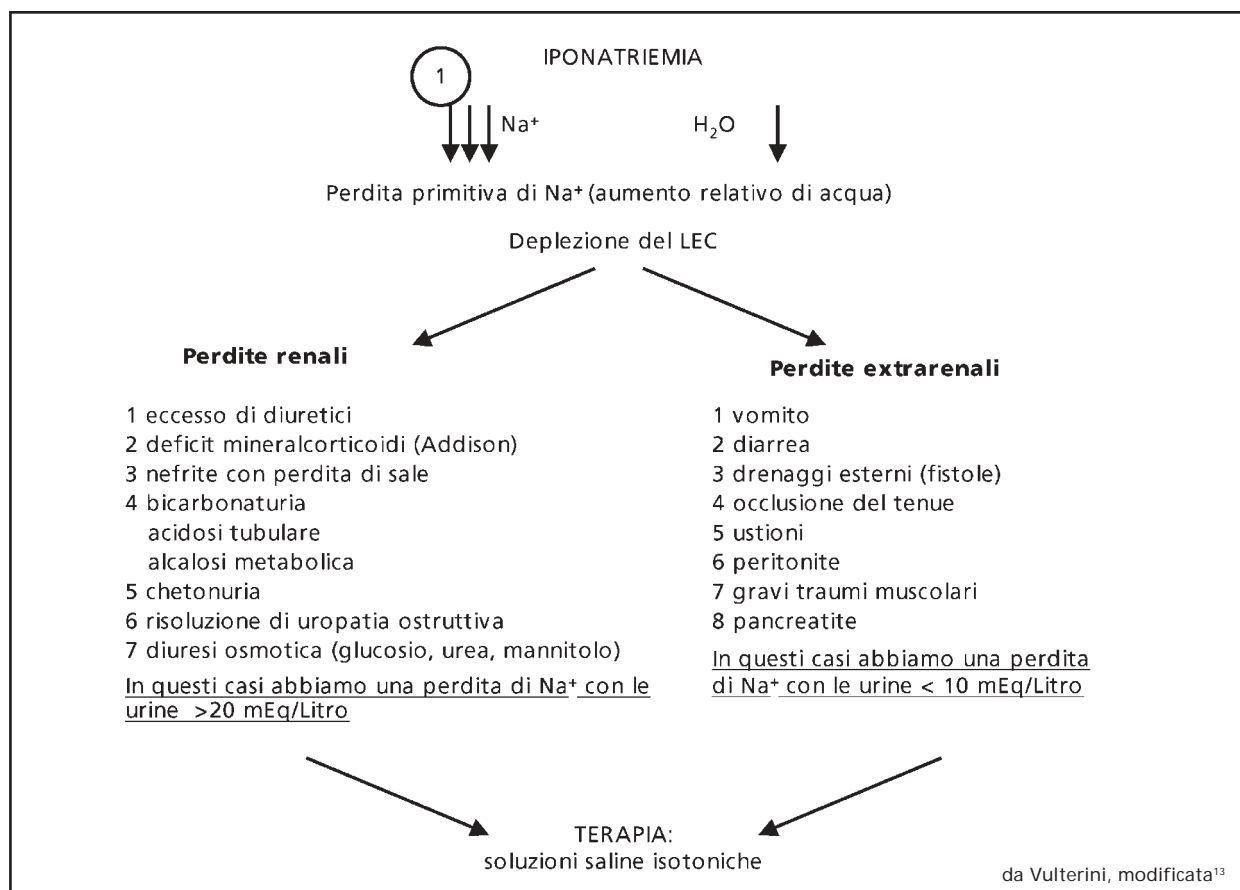 IPONATRIEMIA
1
Na⁺ H₂O
Perdita primitiva di Na⁺ (aumento relativo di acqua)
Deplezione del LEC
Perdite renali
1 eccesso di diuretici
2 deficit mineralcorticoidi (Addison)
3 nefrite con perdita di sale
4 bicarbonaturia
acidosi tubulare
alcalosi metabolica
5 chetonuria
6 risoluzione di uropatia ostruttiva
7 diuresi osmotica (glucosio, urea, mannitolo)
In questi casi abbiamo una perdita di Na⁺ con le
urine >20 mEq/Litro
Perdite extrarenali
1 vomito
2 diarrea
3 drenaggi esterni (fistole)
4 occlusione del tenue
5 ustioni
6 peritonite
7 gravi traumi muscolari
8 pancreatite
In questi casi abbiamo una perdita
di Na⁺ con le urine < 10 mEq/Litro
TERAPIA:
soluzioni saline isotoniche
da Vulterini, modificata¹³